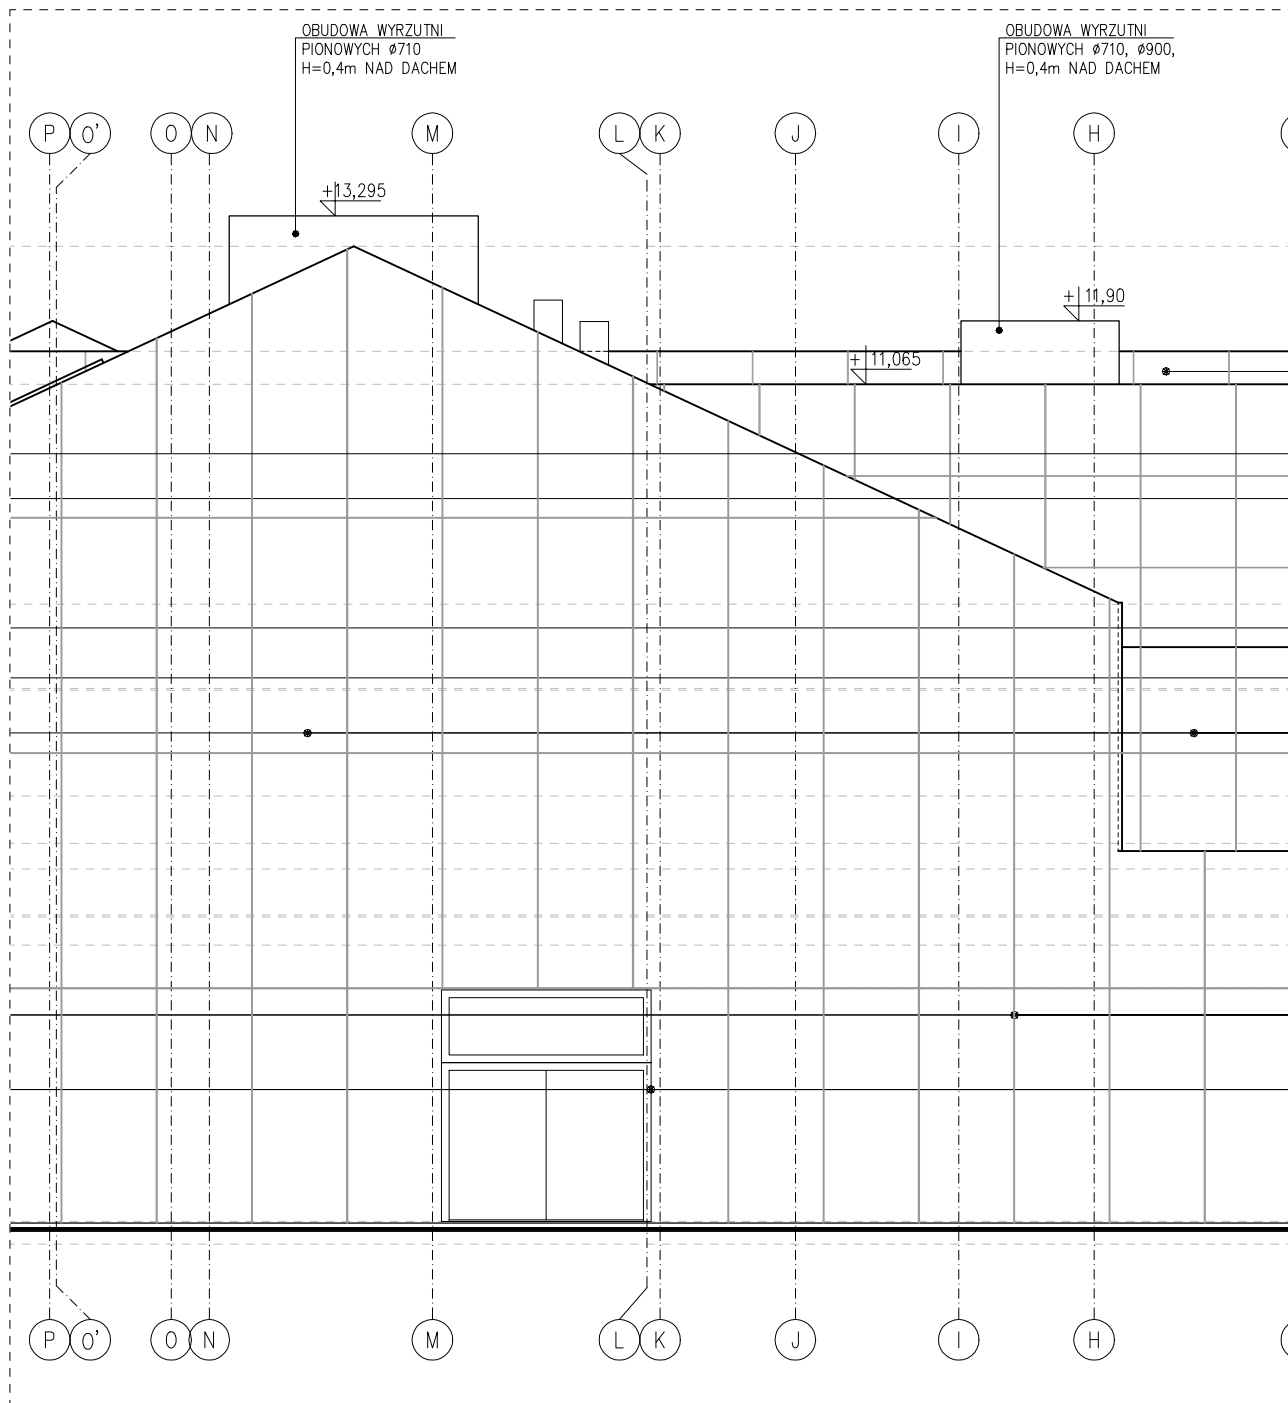 OBUDOWA WYRZUTNI
PIONOWYCH ø710
H=0,4m NAD DACHEM
OBUDOWA WYRZUTNI
PIONOWYCH ø710, ø900,
H=0,4m NAD DACHEM
P O' O N M L K J I H
+13,295
+11,90
+11,065
P O' O N M L K J I H